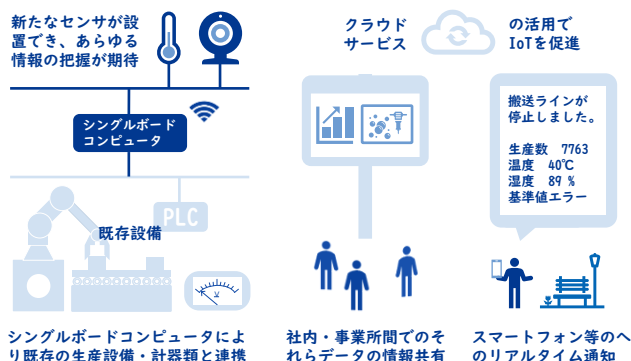 新たなセンサが設
置でき、あらゆる
情報の把握が期待
シングルボード
コンピュータ
PLC
既存設備
V
シングルボードコンピュータによ
り既存の生産設備・計器類と連携
クラウド
サービス
の活用で
IoTを促進
社内・事業所間でのそ
れらデータの情報共有
搬送ラインが
停止しました。
生産数 7763
温度 40℃
湿度 89 %
基準値エラー
スマートフォン等のへ
のリアルタイム通知